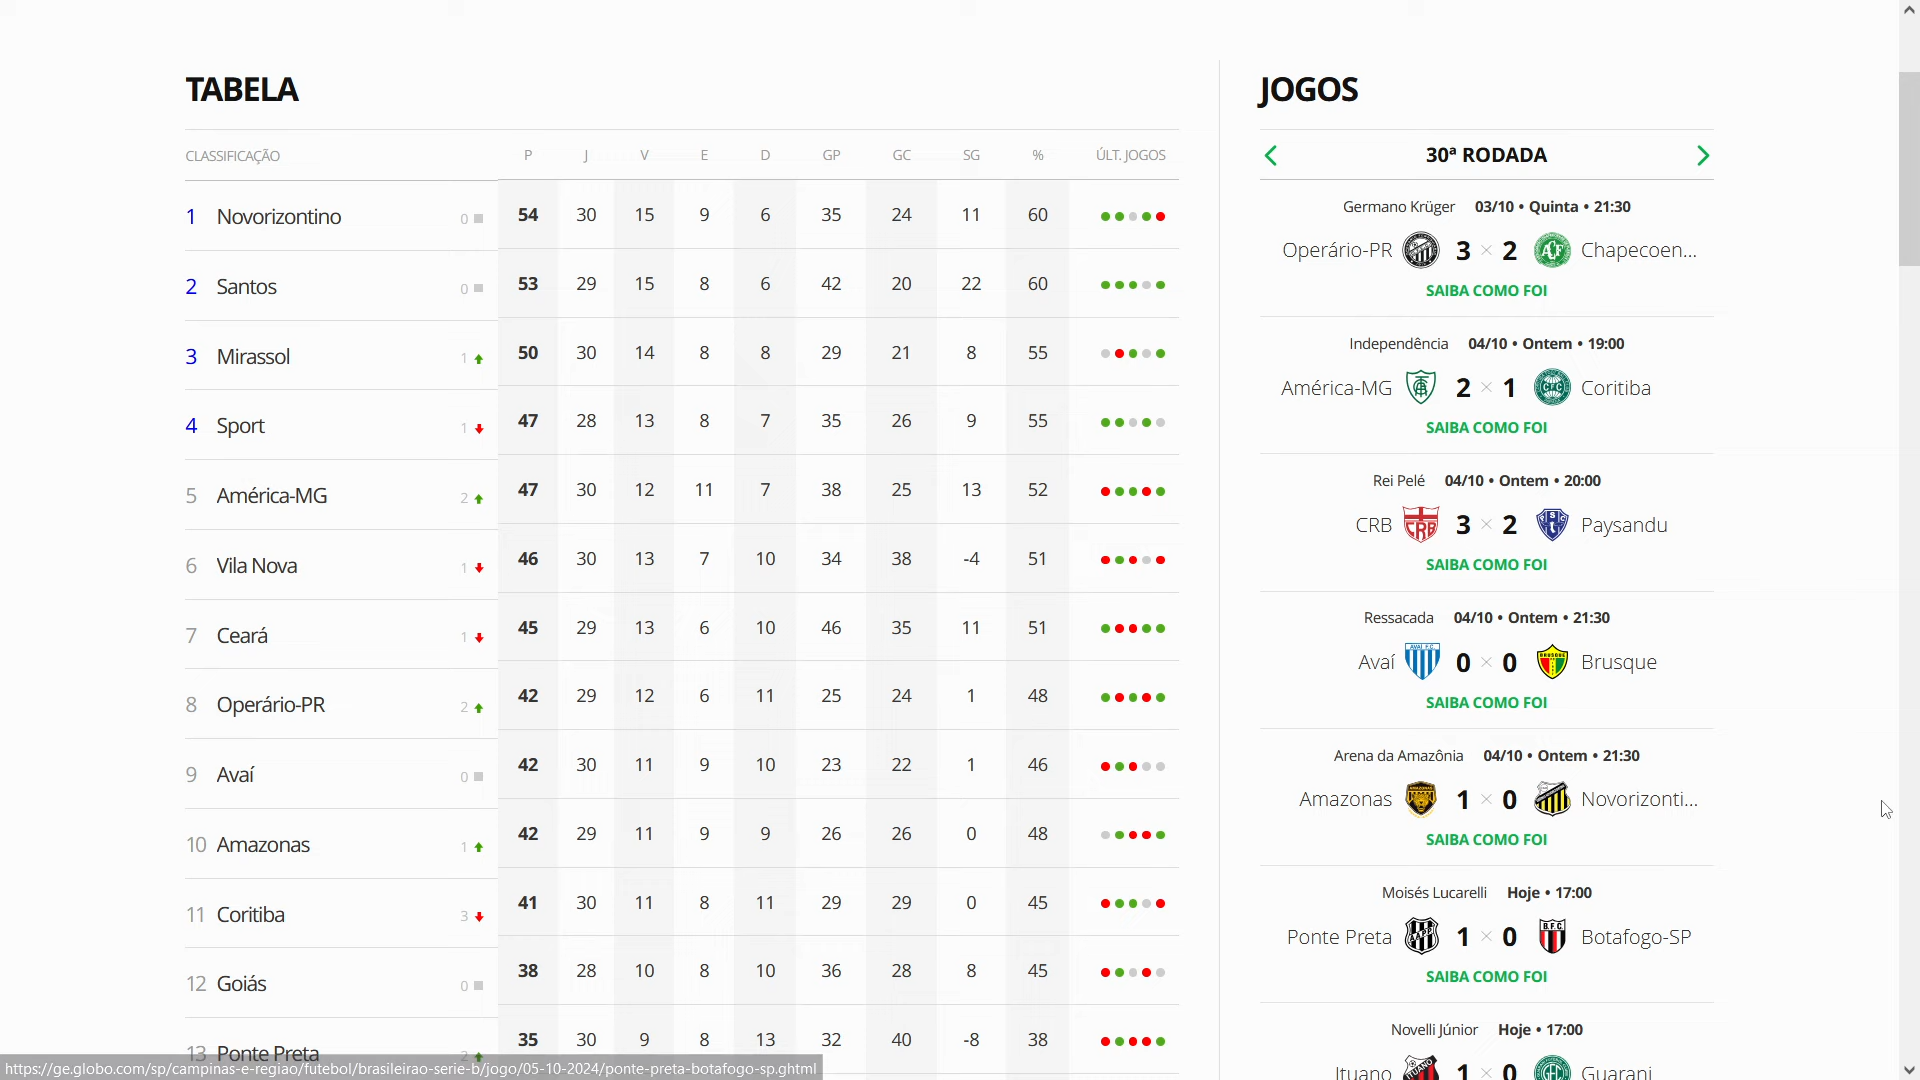 TABELA
CLASSIFICAÇÃO P J V E D GP GC SG % ÚLT. JOGOS
1 Novorizontino 0 54 30 15 9 6 35 24 11 60
2 Santos 0 53 29 15 8 6 42 20 22 60
3 Mirassol 1 50 30 14 8 8 29 21 8 55
4 Sport 1 47 28 13 8 7 35 26 9 55
5 América-MG 2 47 30 12 11 7 38 25 13 52
6 Vila Nova 1 46 30 13 7 10 34 38 -4 51
7 Ceará 1 45 29 13 6 10 46 35 11 51
8 Operário-PR 2 42 29 12 6 11 25 24 1 48
9 Avaí 0 42 30 11 9 10 23 22 1 46
10 Amazonas 1 42 29 11 9 9 26 26 0 48
11 Coritiba 3 41 30 11 8 11 29 29 0 45
12 Goiás 0 38 28 10 8 10 36 28 8 45
13 Ponte Preta 2 35 30 9 8 13 32 40 -8 38
JOGOS
30ª RODADA
Germano Krüger 03/10 • Quinta • 21:30
Operário-PR 3 × 2 Chapecoen...
SAIBA COMO FOI
Independência 04/10 • Ontem • 19:00
América-MG 2 × 1 Coritiba
SAIBA COMO FOI
Rei Pelé 04/10 • Ontem • 20:00
CRB 3 × 2 Paysandu
SAIBA COMO FOI
Ressacada 04/10 • Ontem • 21:30
Avaí 0 × 0 Brusque
SAIBA COMO FOI
Arena da Amazônia 04/10 • Ontem • 21:30
Amazonas 1 × 0 Novorizonti...
SAIBA COMO FOI
Moisés Lucarelli Hoje • 17:00
Ponte Preta 1 × 0 Botafogo-SP
SAIBA COMO FOI
Novelli Júnior Hoje • 17:00
Ituano 1 × 0 Guarani
https://ge.globo.com/sp/campinas-e-regiao/futebol/brasileirao-serie-b/jogo/05-10-2024/ponte-preta-botafogo-sp.ghtml